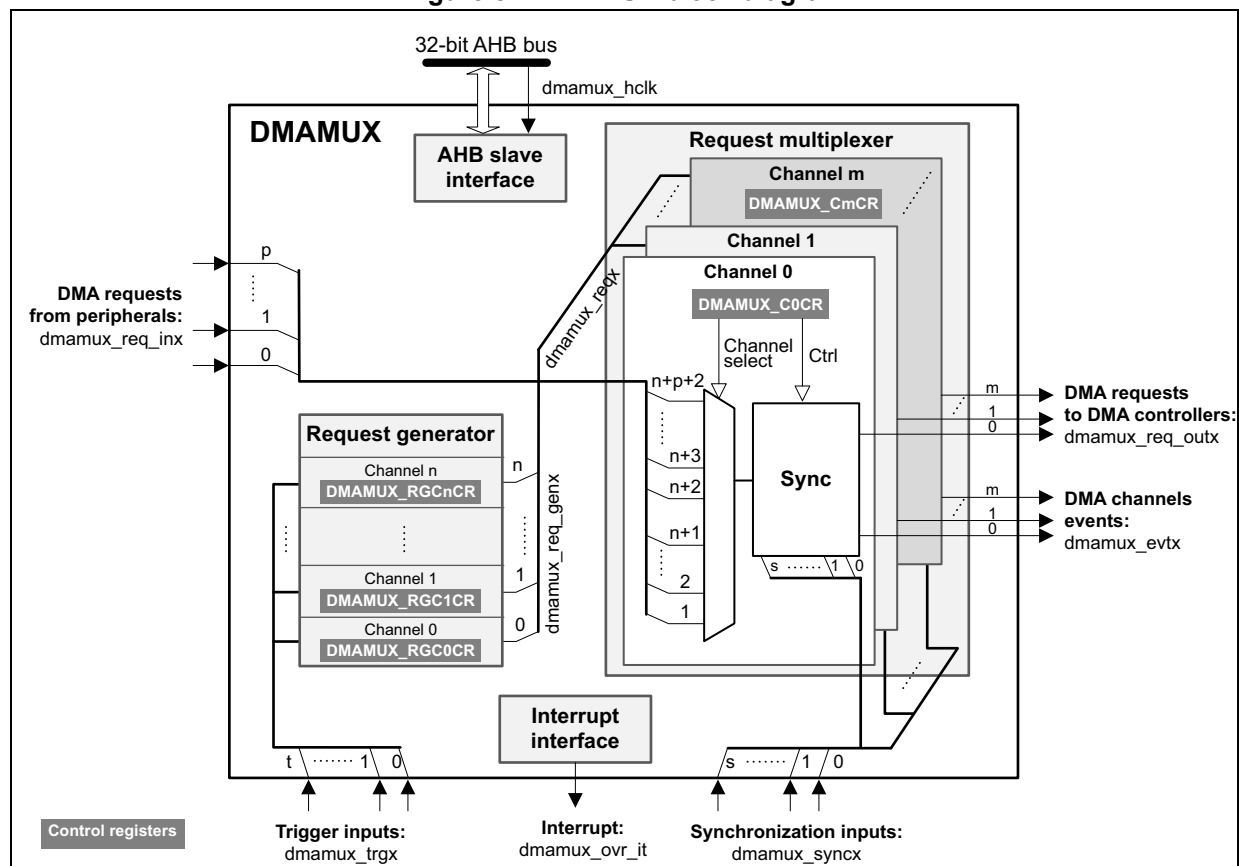 32-bit AHB bus
dmamux_hclk
DMAMUX
AHB slave
interface
Request multiplexer
Channel m
DMAMUX_CmCR
Channel 1
Channel 0
DMAMUX_C0CR
Channel
select
Ctrl
p
1
0
DMA requests
from peripherals:
dmamux_req_inx
dmamux_reqx
n+p+2
n+3
n+2
n+1
2
1
Sync
s
1
0
m
1
0
DMA requests
to DMA controllers:
dmamux_req_outx
m
1
0
DMA channels
events:
dmamux_evtx
Request generator
Channel n
DMAMUX_RGCnCR
Channel 1
DMAMUX_RGC1CR
Channel 0
DMAMUX_RGC0CR
n
1
0
dmamux_req_genx
Interrupt
interface
t
1
0
s
1
0
Control registers
Trigger inputs:
dmamux_trgx
Interrupt:
dmamux_ovr_it
Synchronization inputs:
dmamux_syncx